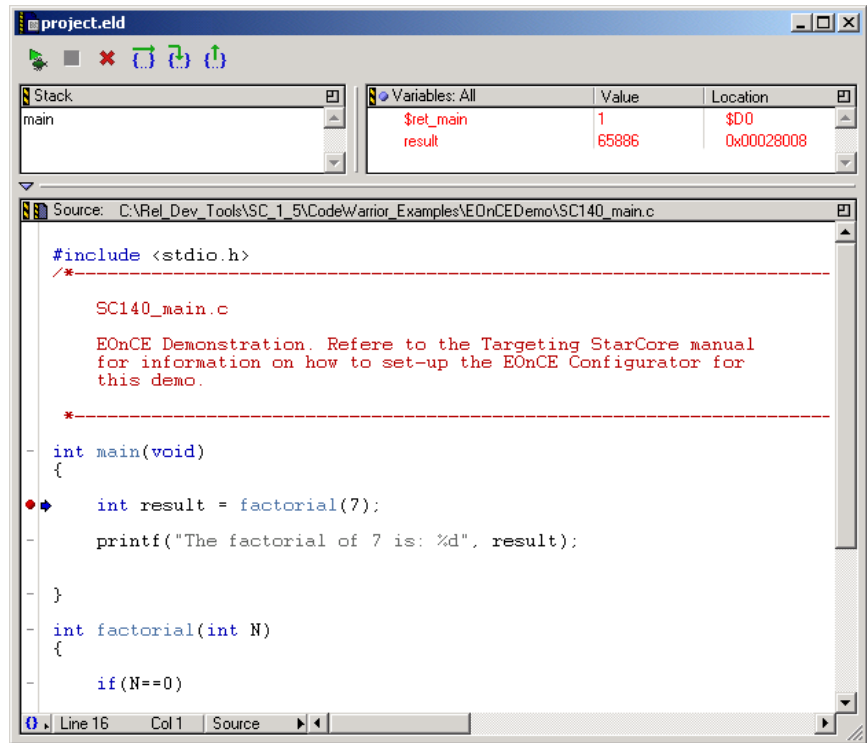 project.eld
Stack
main
Variables: All Value Location
$ret_main 1 $D0
result 65886 0x00028008
Source: C:\Rel_Dev_Tools\SC_1_5\CodeWarrior_Examples\EOnCEDemo\SC140_main.c
#include <stdio.h>
/*----------------------------------------------------------------------
SC140_main.c
EOnCE Demonstration. Refere to the Targeting StarCore manual
for information on how to set-up the EOnCE Configurator for
this demo.
*----------------------------------------------------------------------
int main(void)
{
int result = factorial(7);
printf("The factorial of 7 is: %d", result);
}
int factorial(int N)
{
if(N==0)
Line 16 Col 1 Source